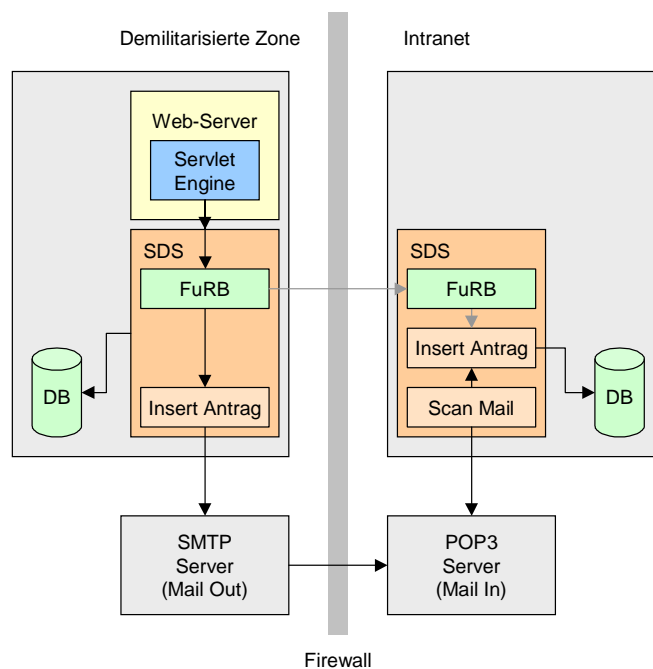 Demilitarisierte Zone
Intranet
Web-Server
Servlet
Engine
SDS
FuRB
DB
Insert Antrag
SDS
FuRB
Insert Antrag
Scan Mail
DB
SMTP
Server
(Mail Out)
POP3
Server
(Mail In)
Firewall